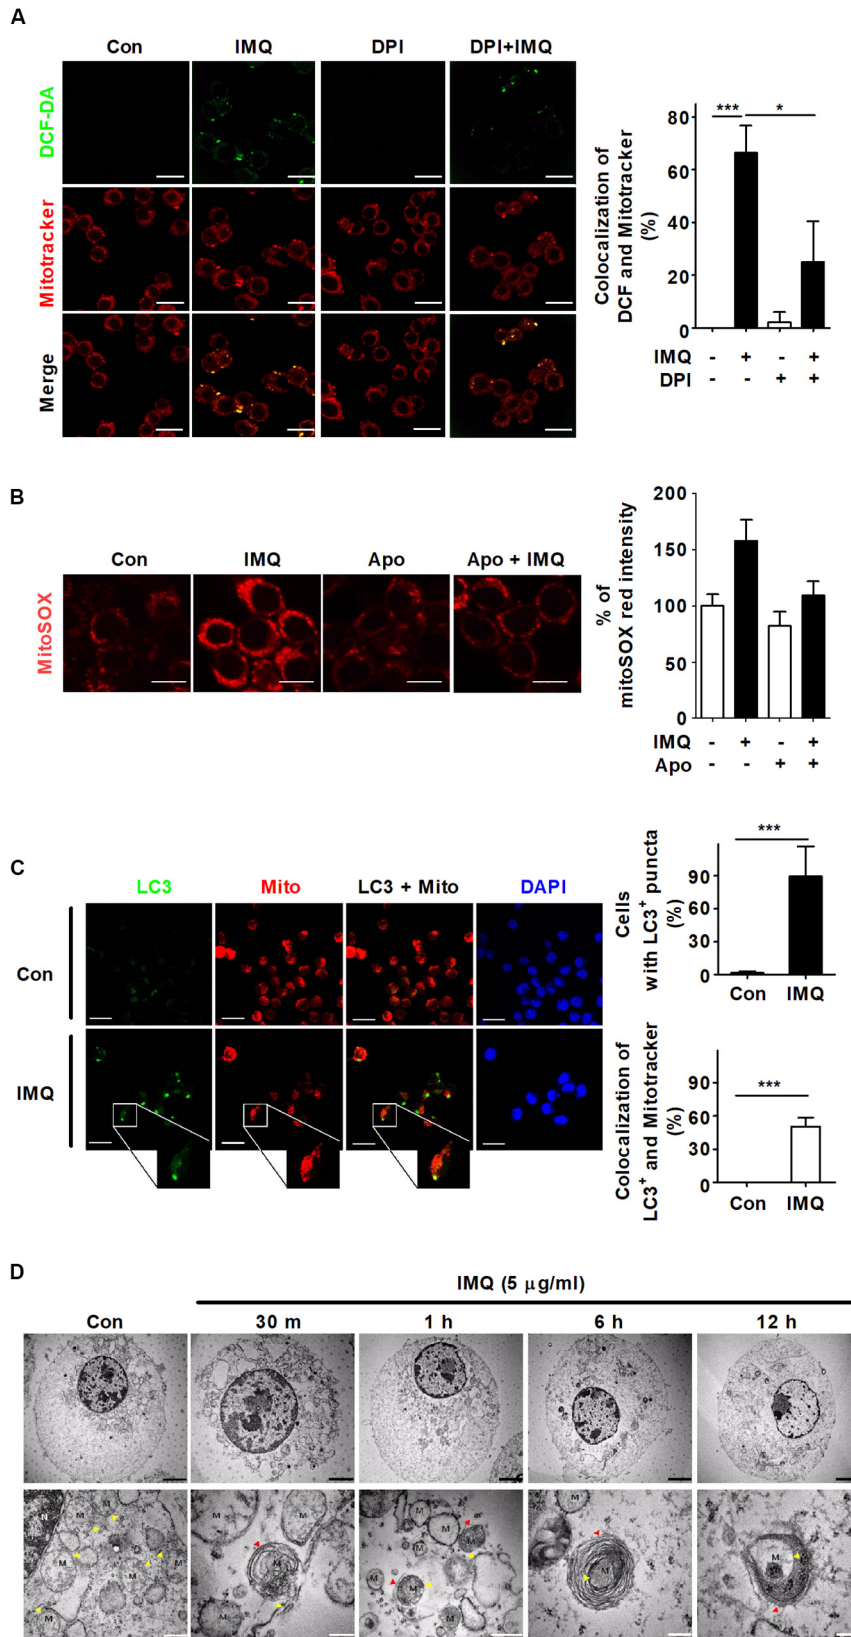 A
Con IMQ DPI DPI+IMQ
DCF-DA
Mitotracker
Merge
Colocalization of
DCF and Mitotracker
(%)
80
60
40
20
0
*** *
IMQ - + - +
DPI - - + +
B
Con IMQ Apo Apo + IMQ
MitoSOX
% of
mitoSOX red intensity
200
150
100
50
0
IMQ - + - +
Apo - - + +
C
LC3 Mito LC3 + Mito DAPI
Con
IMQ
Cells
with LC3+ puncta
(%)
90
60
30
0
***
Con IMQ
Colocalization of
LC3+ and Mitotracker
(%)
90
60
30
0
***
Con IMQ
D
IMQ (5 μg/ml)
Con 30 m 1 h 6 h 12 h
N M M M M M M M
M M M M
M M M M M M
M M
M